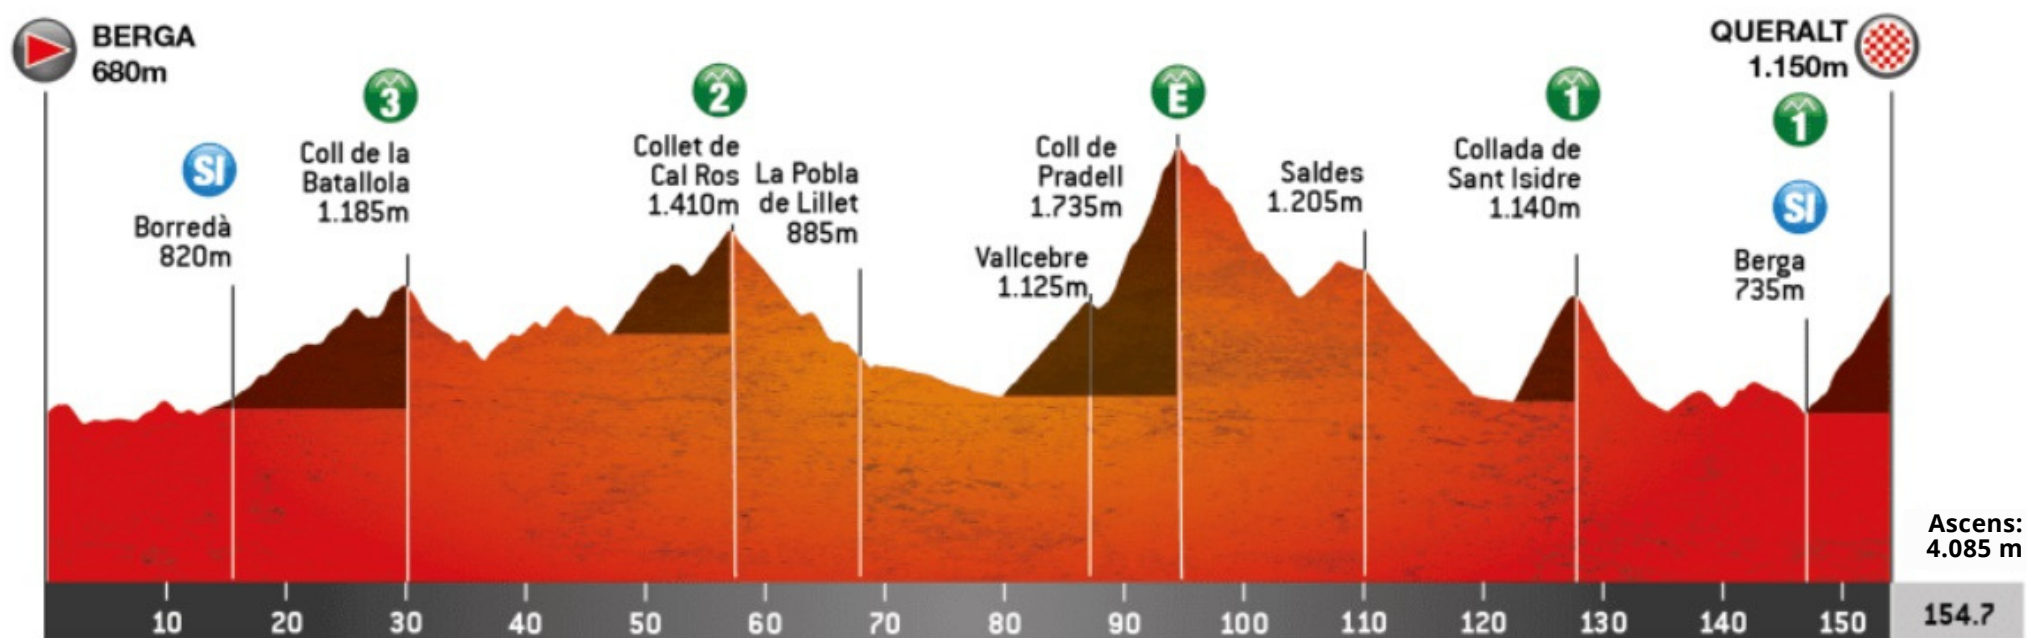 BERGA
680m
SI
Borredà
820m
3
Coll de la
Batallola
1.185m
2
Collet de
Cal Ros
1.410m
La Pobla
de Lillet
885m
Vallcebre
1.125m
E
Coll de
Pradell
1.735m
Saldes
1.205m
1
Collada de
Sant Isidre
1.140m
QUERALT
1.150m
1
SI
Berga
735m
Ascens:
4.085 m
10 20 30 40 50 60 70 80 90 100 110 120 130 140 150 154.7